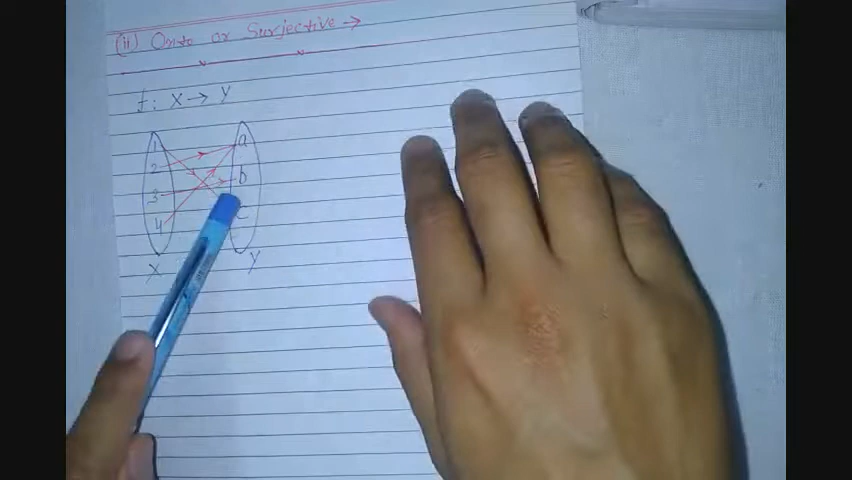 (ii) Onto or Surjective →
f : X → Y
1 a
2
b
3
c
4
X Y